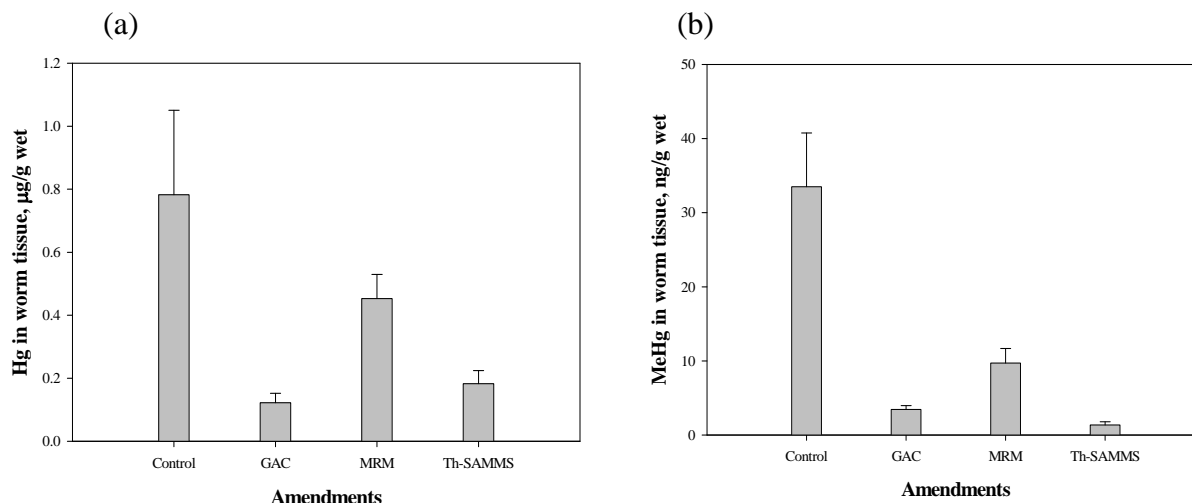 (a)
Hg in worm tissue, µg/g wet
1.2
1.0
0.8
0.6
0.4
0.2
0.0
Control GAC MRM Th-SAMMS
Amendments
(b)
MeHg in worm tissue, ng/g wet
50
40
30
20
10
0
Control GAC MRM Th-SAMMS
Amendments